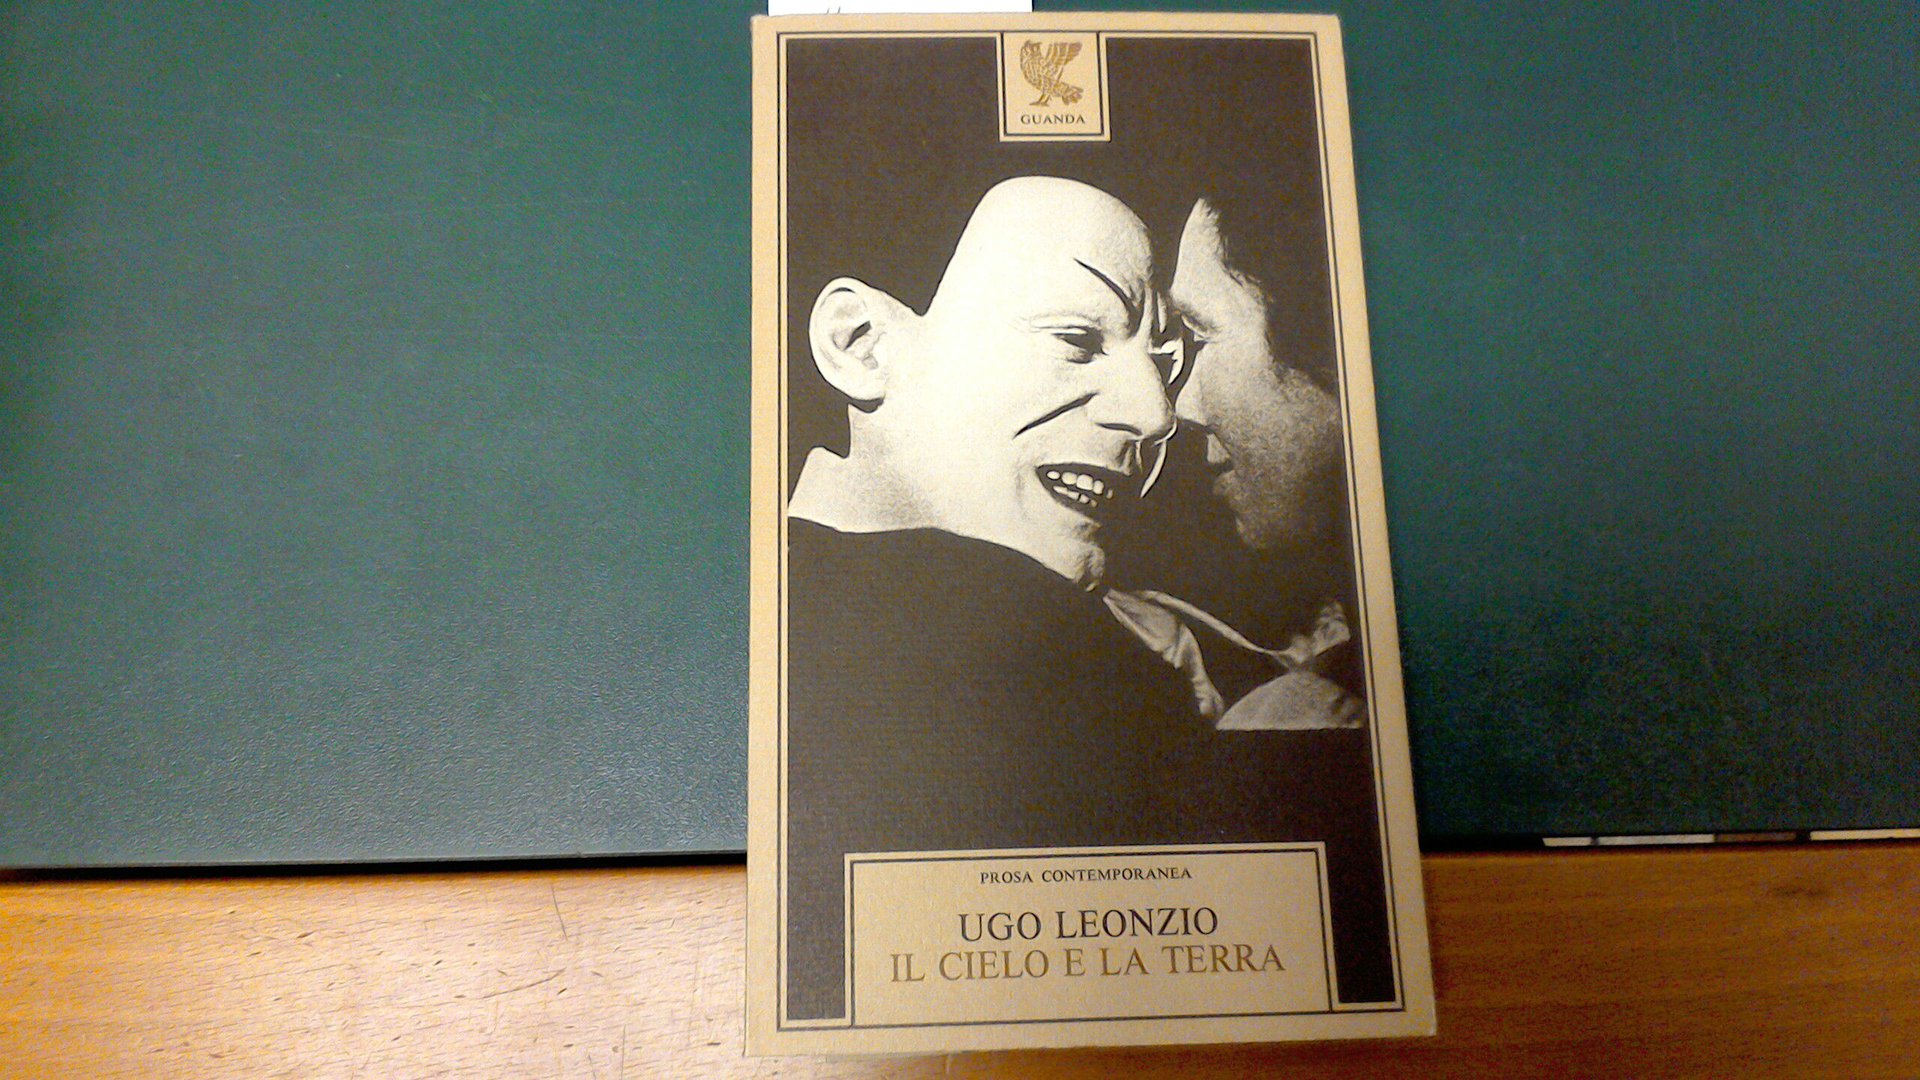 GUANDA
PROSA CONTEMPORANEA
UGO LEONZIO
IL CIELO E LA TERRA